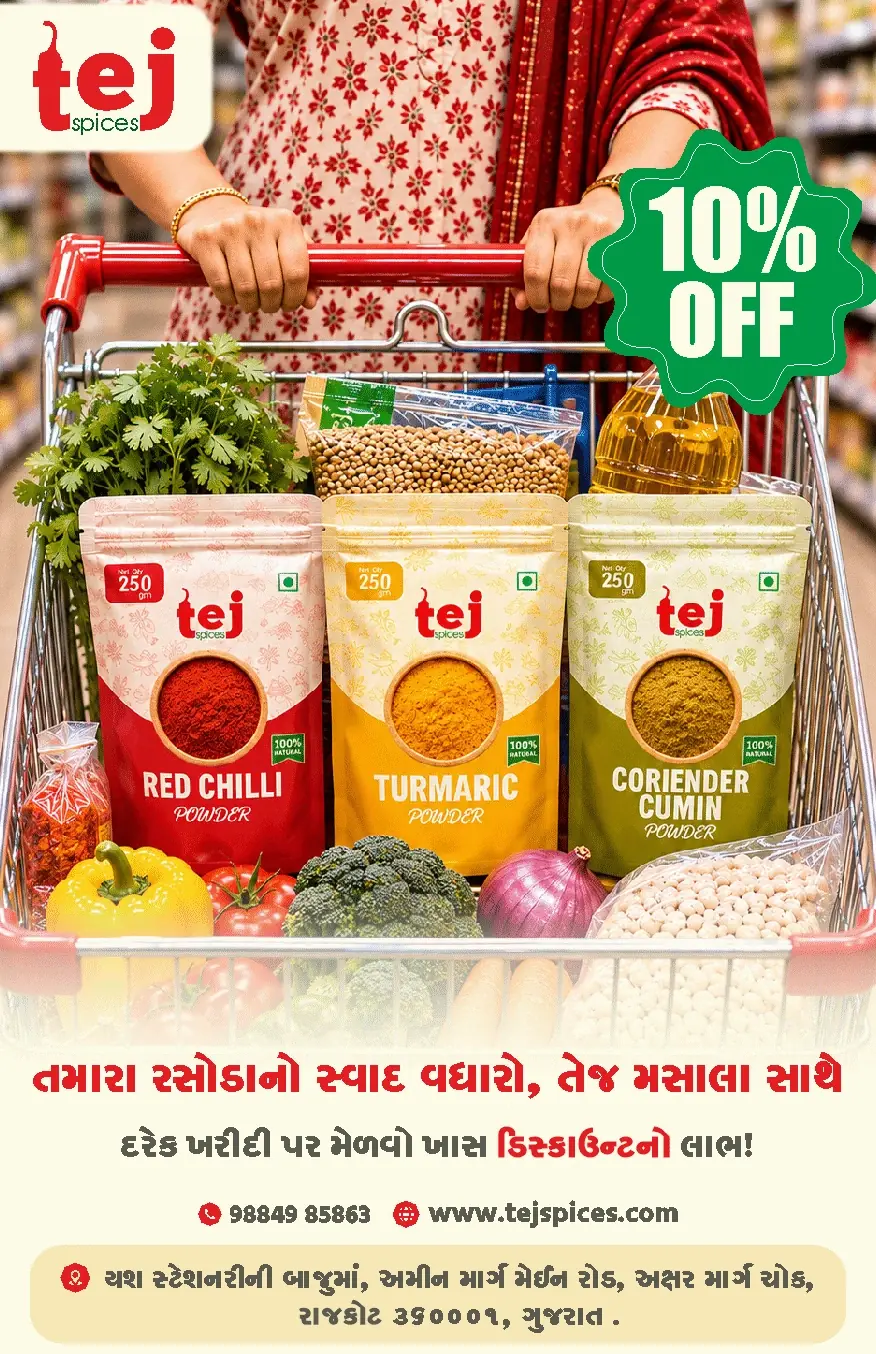 tej
spices
10%
OFF
Net Qty
250
gm
tej
spices
100%
NATURAL
RED CHILLI
POWDER
Net Qty
250
gm
tej
spices
100%
NATURAL
TURMARIC
POWDER
Net Qty
250
gm
tej
spices
100%
NATURAL
CORIENDER
CUMIN
POWDER
તમારા રસોડાનો સ્વાદ વધારો, તેજ મસાલા સાથે
દરેક ખરીદી પર મેળવો ખાસ ડિસ્કાઉન્ટનો લાભ!
98849 85863 www.tejspices.com
યશ સ્ટેશનરીની બાજુમાં, અમીન માર્ગ મેઈન રોડ, અક્ષર માર્ગ ચોક,
રાજકોટ ૩૬૦૦૦૧, ગુજરાત .